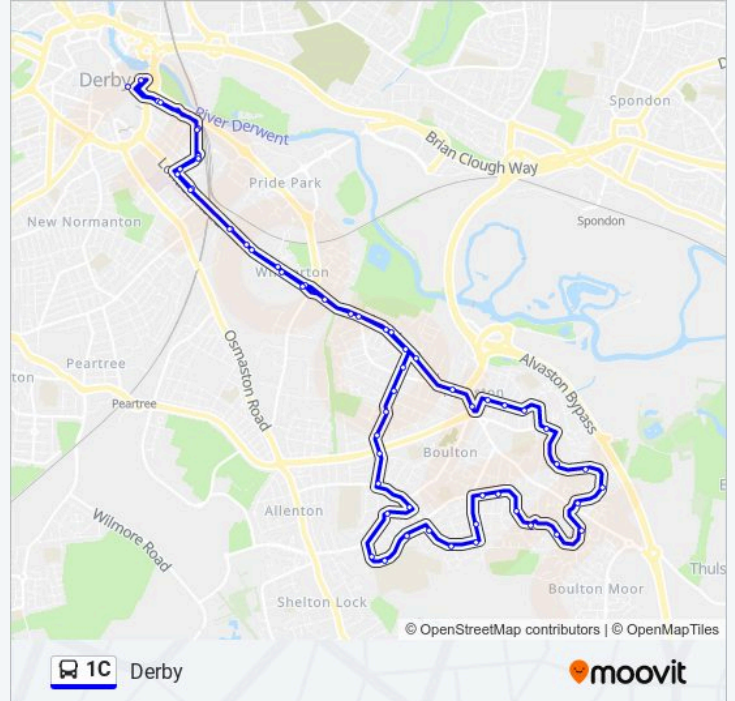 Derby
Spondon
River Derwent
Brian Clough Way
Pride Park
Spondon
New Normanton
Osmaston Road
Alvaston Bypass
Peartree
Peartree
Boulton
Allenton
Wilmore Road
Shelton Lock
Boulton Moor
© OpenStreetMap contributors | © OpenMapTiles
1C Derby
moovit